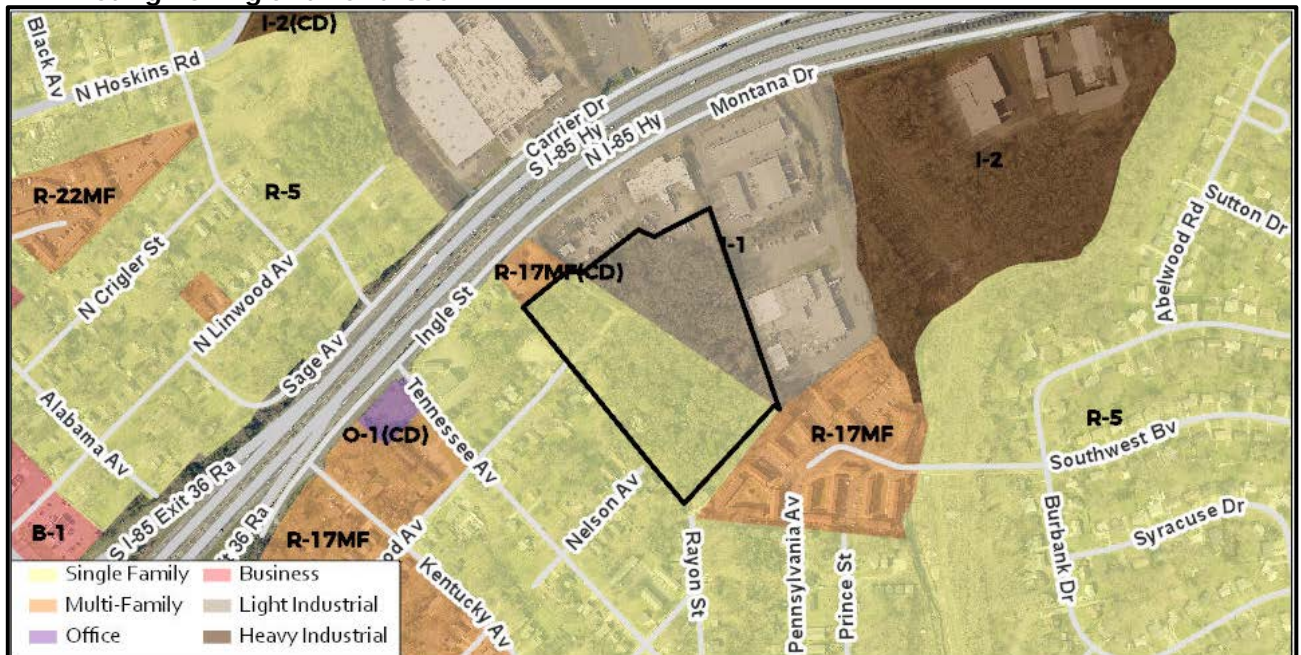 Black Av
N Hoskins Rd
I-2(CD)
Carrier Dr
S I-85 Hy
N I-85 Hy
Montana Dr
I-2
R-22MF
R-5
Sutton Dr
Abelwood Rd
N Crigler St
N Linwood Av
R-17MF(CD)
Ingle St
Sage Av
Alabama Av
O-1(CD)
Tennessee Av
R-17MF
R-5
Southwest Bv
B-1
S I-85 Exit 36 Ra
36 Ra
R-17MF
Nelson Av
Kentucky Av
Rayon St
Pennsylvania Av
Prince St
Burbank Dr
Syracuse Dr
Single Family
Business
Multi-Family
Light Industrial
Office
Heavy Industrial